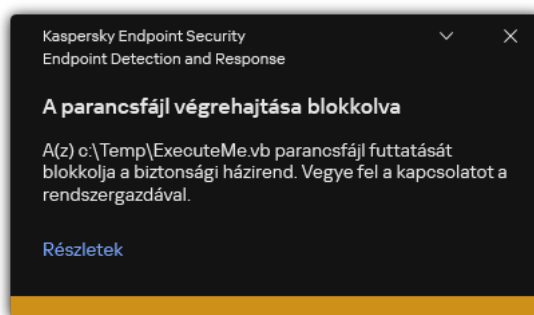 Kaspersky Endpoint Security
Endpoint Detection and Response
A parancsfájl végrehajtása blokkolva
A(z) c:\Temp\ExecuteMe.vb parancsfájl futtatását
blokkolja a biztonsági házirend. Vegye fel a kapcsolatot a
rendszergazdával.
Részletek